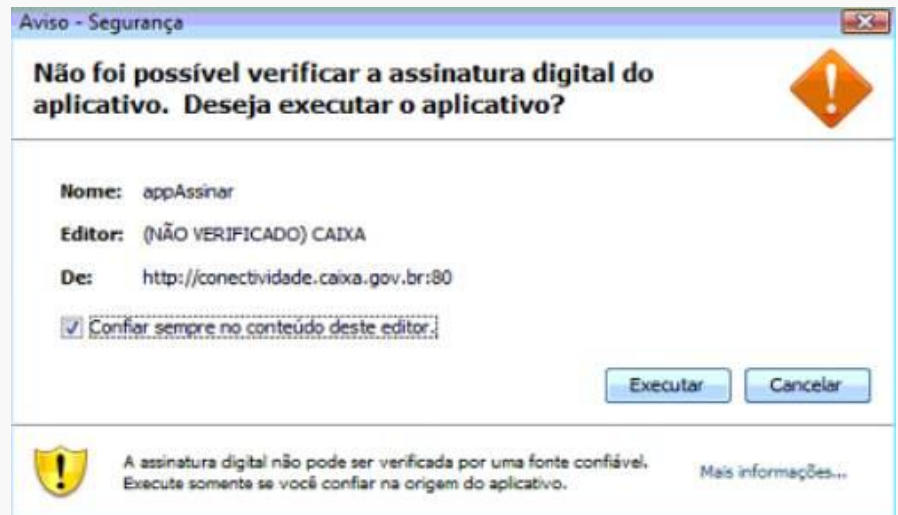 Aviso - Segurança
Não foi possível verificar a assinatura digital do
aplicativo. Deseja executar o aplicativo?
Nome: appAssinar
Editor: (NÃO VERIFICADO) CAIXA
De: http://conectividade.caixa.gov.br:80
Confiar sempre no conteúdo deste editor.
Executar Cancelar
A assinatura digital não pode ser verificada por uma fonte confiável.
Execute somente se você confiar na origem do aplicativo.
Mais informações...